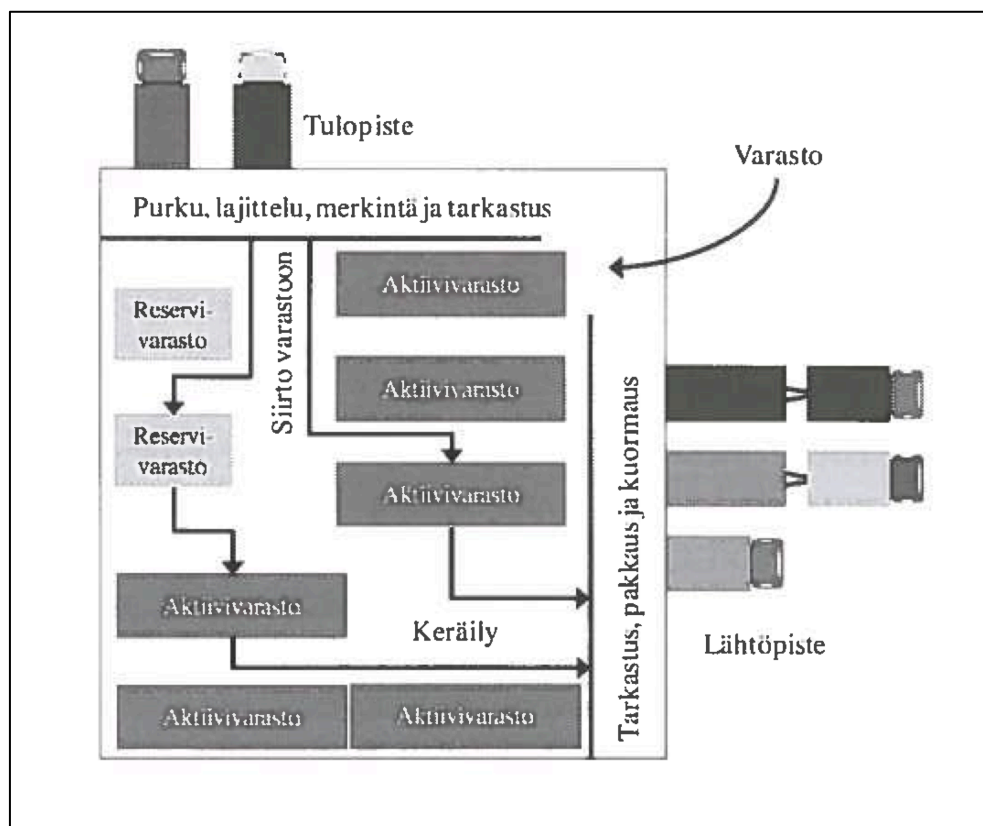 Tulopiste
Varasto
Purku, lajittelu, merkintä ja tarkastus
Siirto varastoon
Aktiivivarasto
Reservi-
varasto
Aktiivivarasto
Reservi-
varasto
Aktiivivarasto
Tarkastus, pakkaus ja kuormaus
Aktiivivarasto
Keräily
Lähtöpiste
Aktiivivarasto
Aktiivivarasto